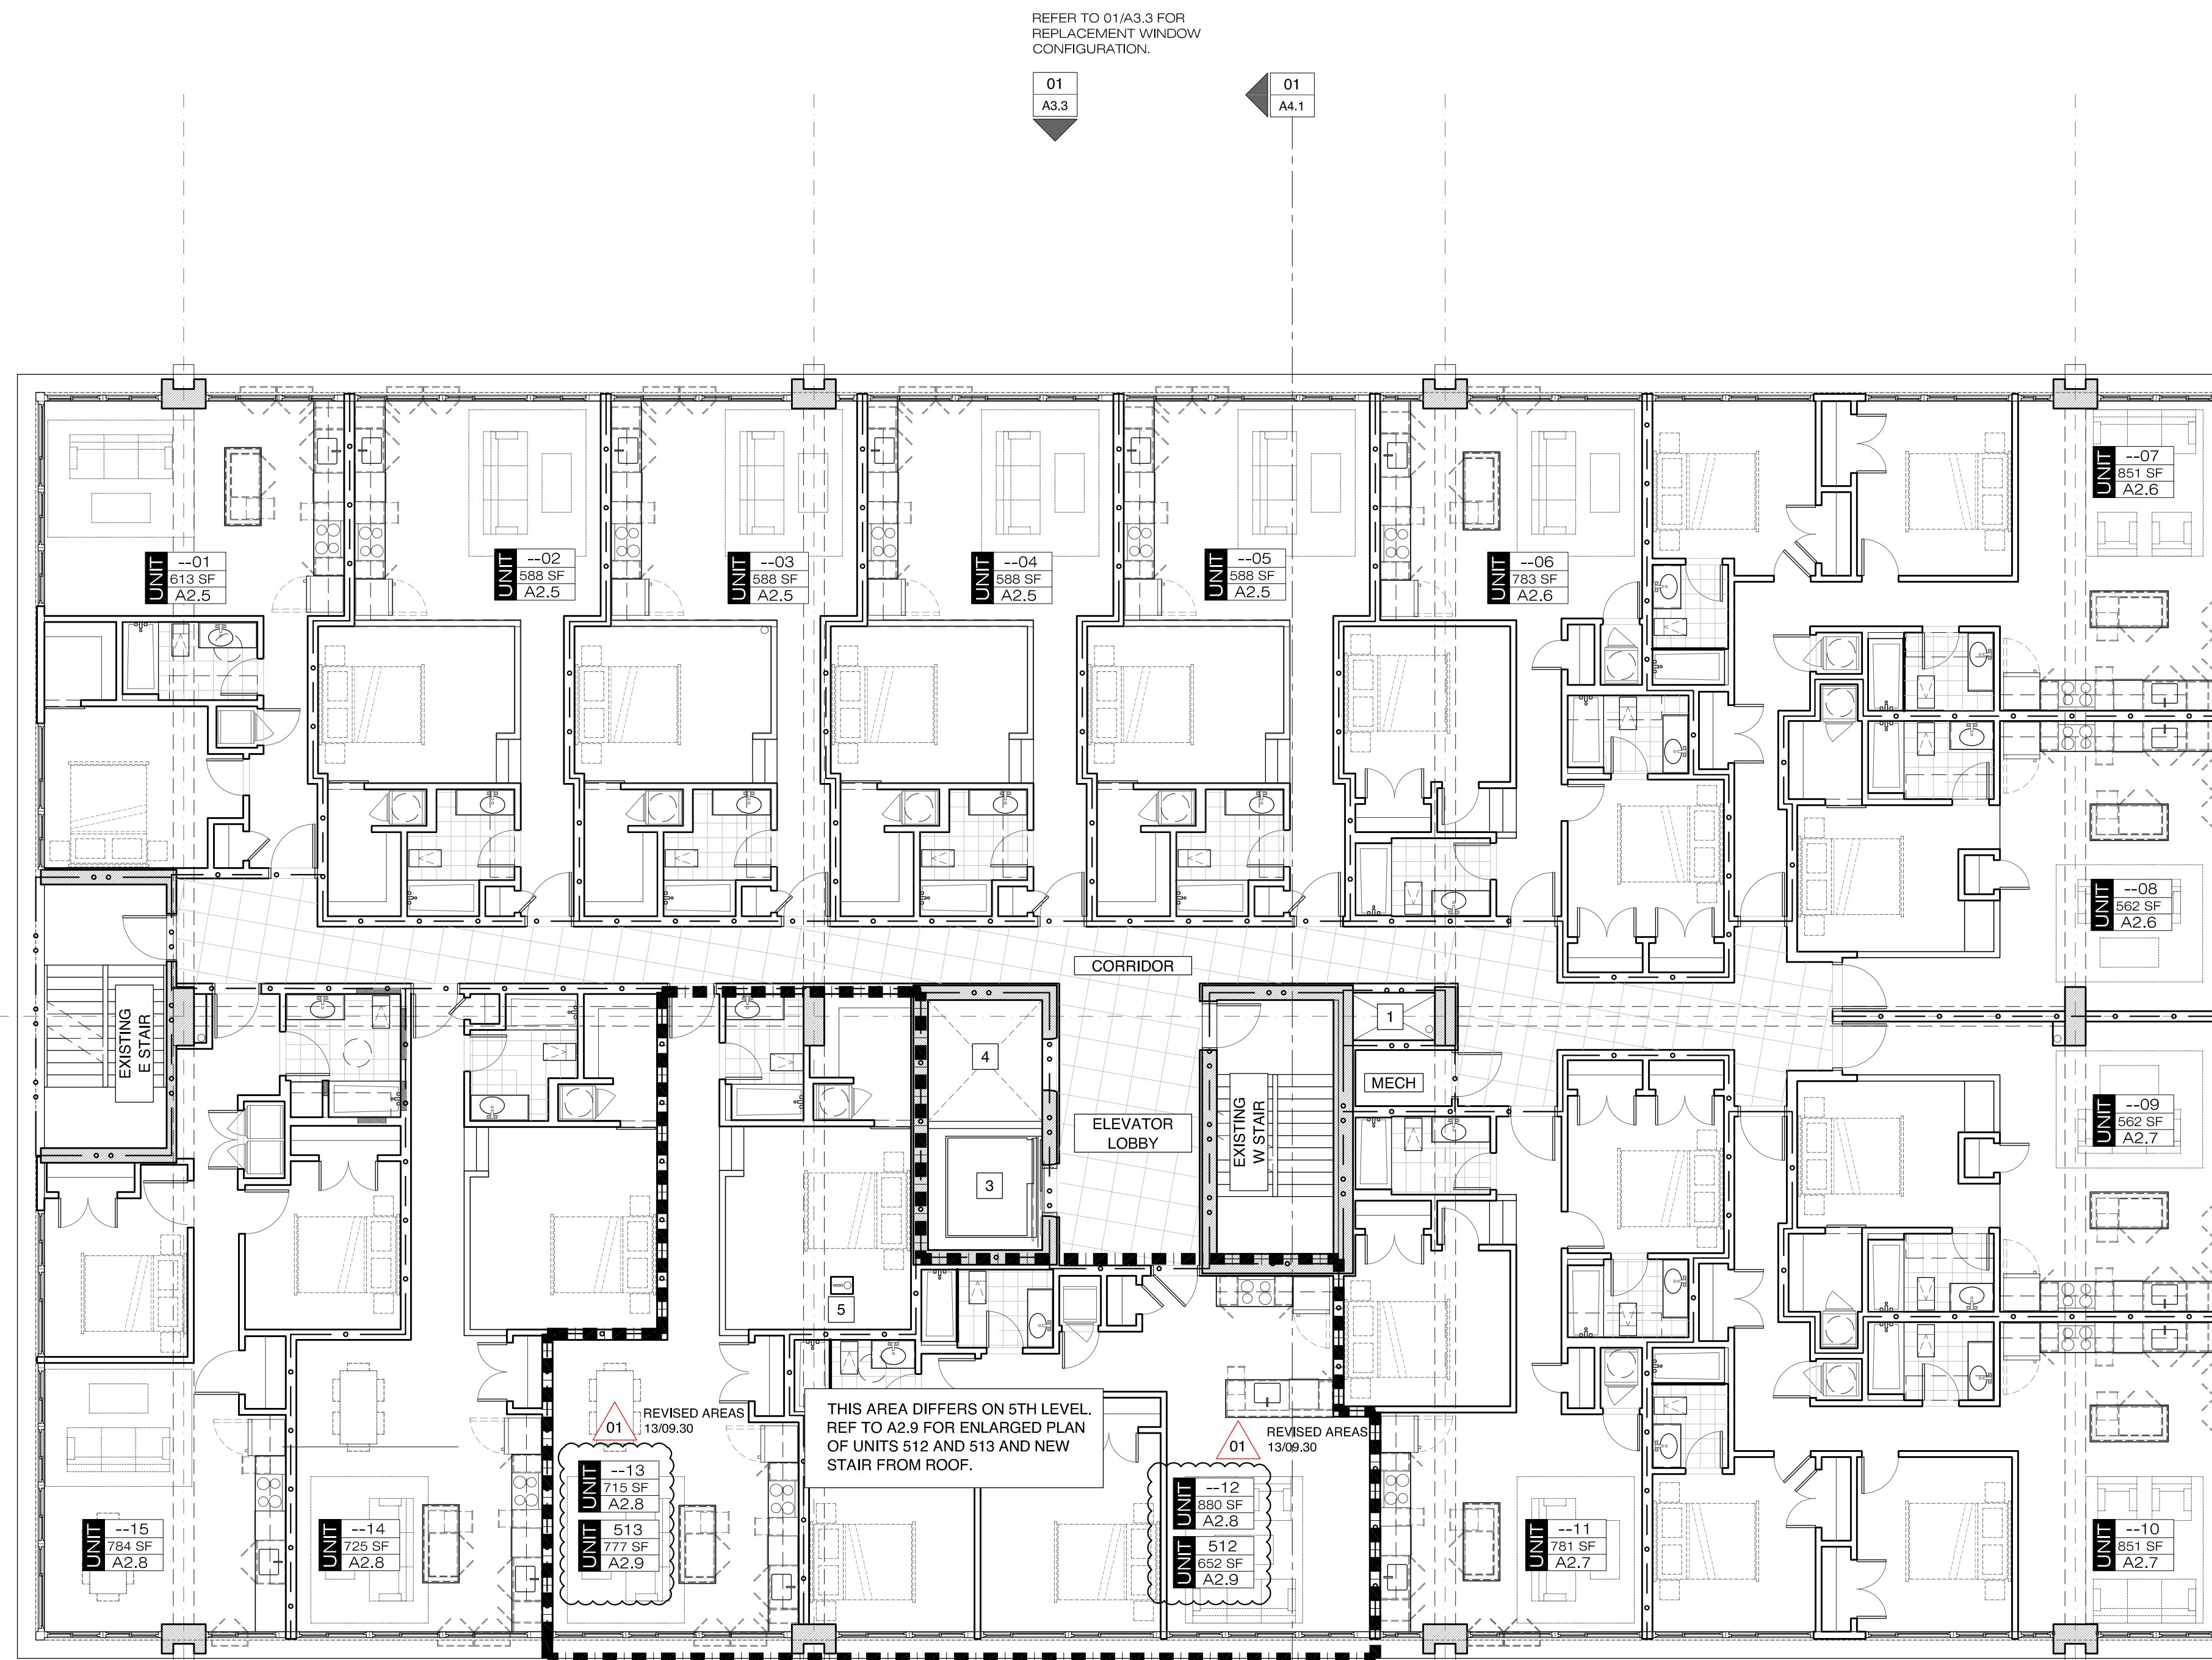 REFER TO 01/A3.3 FOR
REPLACEMENT WINDOW
CONFIGURATION.
01
A3.3
01
A4.1
UNIT
--07
851 SF
A2.6
UNIT
--01
613 SF
A2.5
UNIT
--02
588 SF
A2.5
UNIT
--03
588 SF
A2.5
UNIT
--04
588 SF
A2.5
UNIT
--05
588 SF
A2.5
UNIT
--06
783 SF
A2.6
UNIT
--08
562 SF
A2.6
CORRIDOR
EXISTING
E STAIR
4
1
MECH
ELEVATOR
LOBBY
EXISTING
W STAIR
3
UNIT
--09
562 SF
A2.7
5
THIS AREA DIFFERS ON 5TH LEVEL.
REF TO A2.9 FOR ENLARGED PLAN
OF UNITS 512 AND 513 AND NEW
STAIR FROM ROOF.
01
REVISED AREAS
13/09.30
01
REVISED AREAS
13/09.30
UNIT
--15
784 SF
A2.8
UNIT
--14
725 SF
A2.8
UNIT
--13
715 SF
A2.8
UNIT
513
777 SF
A2.9
UNIT
--12
880 SF
A2.8
UNIT
512
652 SF
A2.9
UNIT
--11
781 SF
A2.7
UNIT
--10
851 SF
A2.7